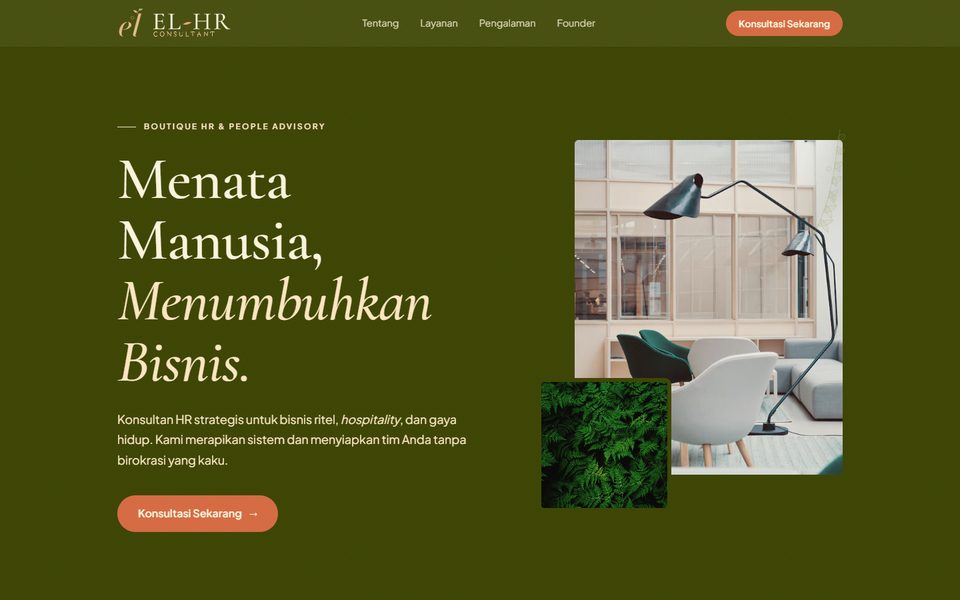 el EL-HR
CONSULTANT
Tentang Layanan Pengalaman Founder
Konsultasi Sekarang
BOUTIQUE HR & PEOPLE ADVISORY
Menata
Manusia,
Menumbuhkan
Bisnis.
Konsultan HR strategis untuk bisnis ritel, hospitality, dan gaya
hidup. Kami merapikan sistem dan menyiapkan tim Anda tanpa
birokrasi yang kaku.
Konsultasi Sekarang →